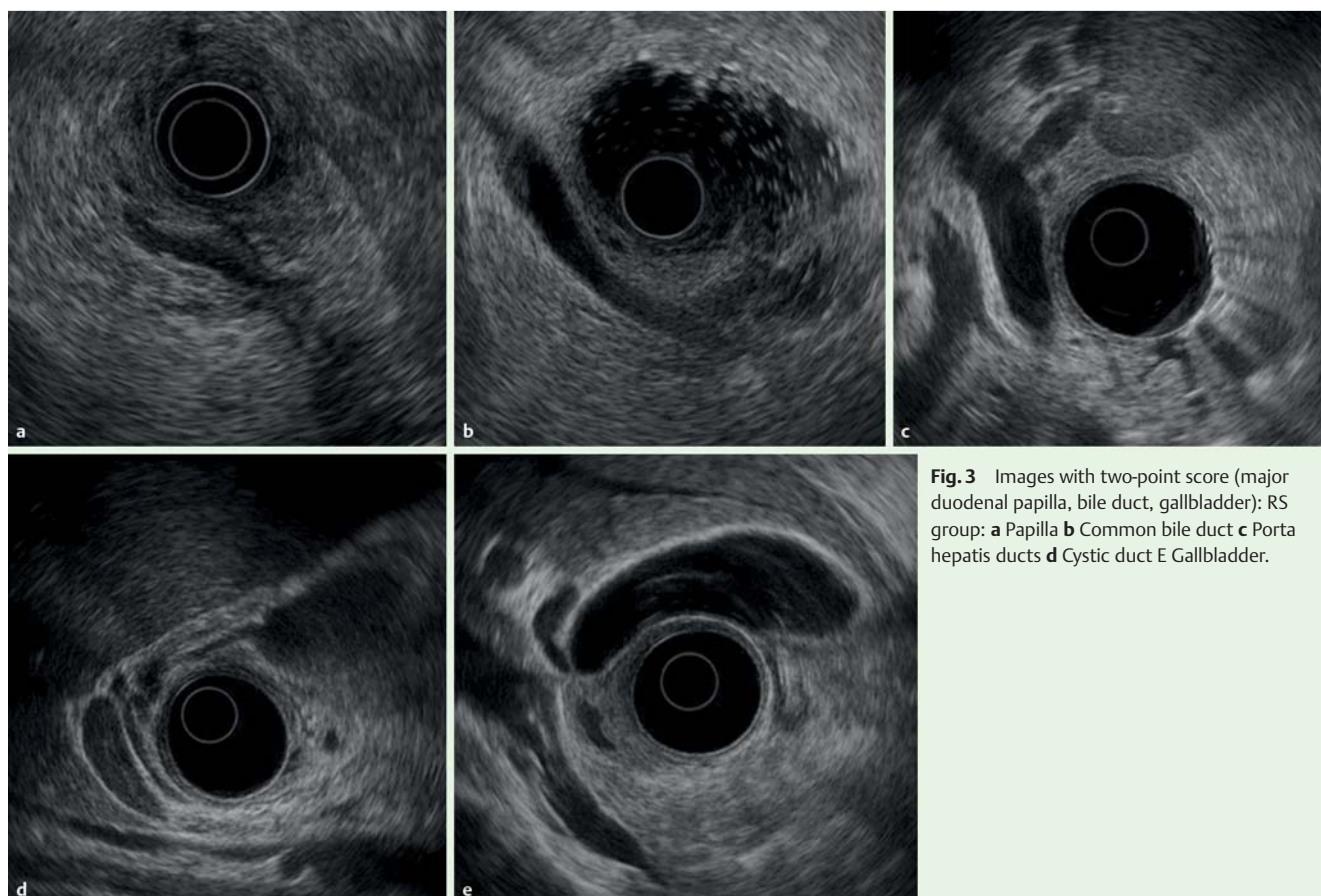 a
b
c
Fig. 3 Images with two-point score (major
duodenal papilla, bile duct, gallbladder): RS
group: a Papilla b Common bile duct c Porta
hepatis ducts d Cystic duct E Gallbladder.
d
e